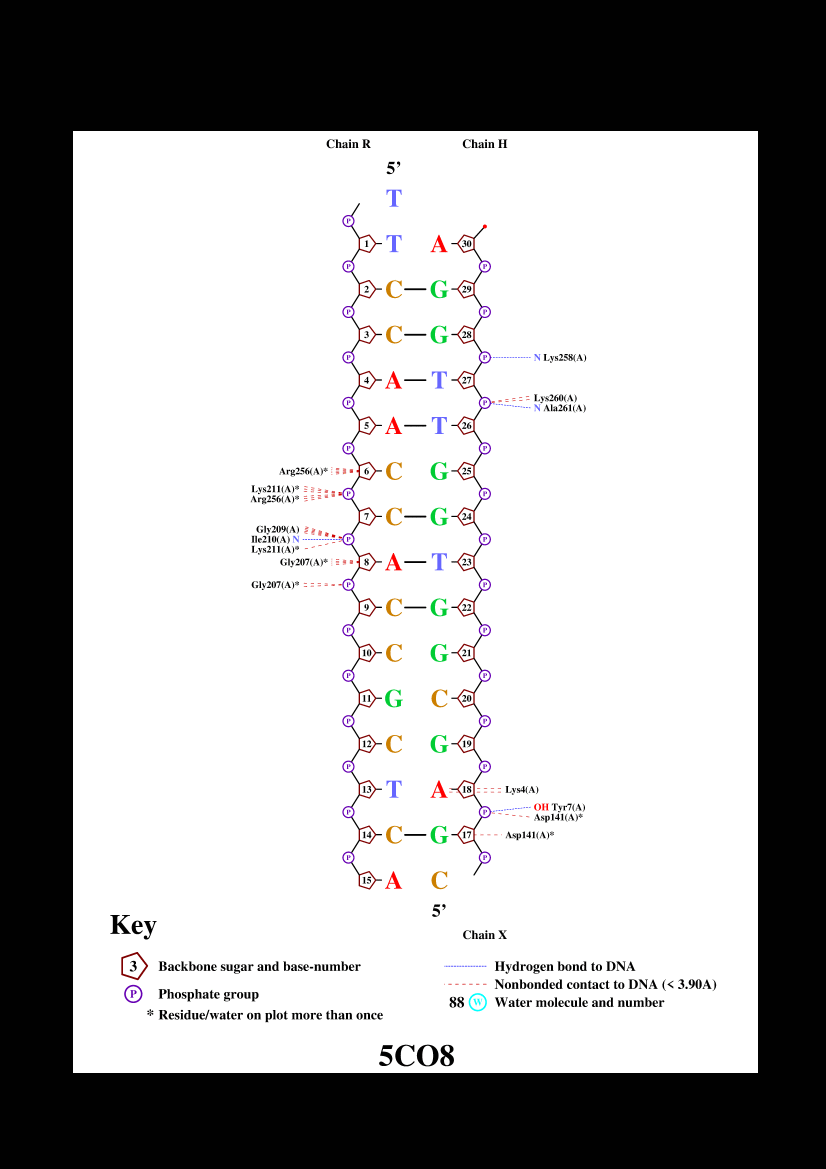 Chain R Chain H
5’
T
P
1 T A 30
P P
2 C G 29
P P
3 C G 28
P P N Lys258(A)
4 A T 27
Lys260(A)
P P
N Ala261(A)
5 A T 26
P P
Arg256(A)* 6 C G 25
Lys211(A)*
P P
Arg256(A)*
7 C G 24
Gly209(A)
Ile210(A) N P P
Lys211(A)*
Gly207(A)* 8 A T 23
Gly207(A)* P P
9 C G 22
P P
10 C G 21
P P
11 G C 20
P P
12 C G 19
P P
13 T A 18 Lys4(A)
OH Tyr7(A)
P P
Asp141(A)*
14 C G 17 Asp141(A)*
P P
15 A C
5’
Key
Chain X
3 Backbone sugar and base-number
P Phosphate group
* Residue/water on plot more than once
Hydrogen bond to DNA
Nonbonded contact to DNA (< 3.90A)
88 W Water molecule and number
5CO8